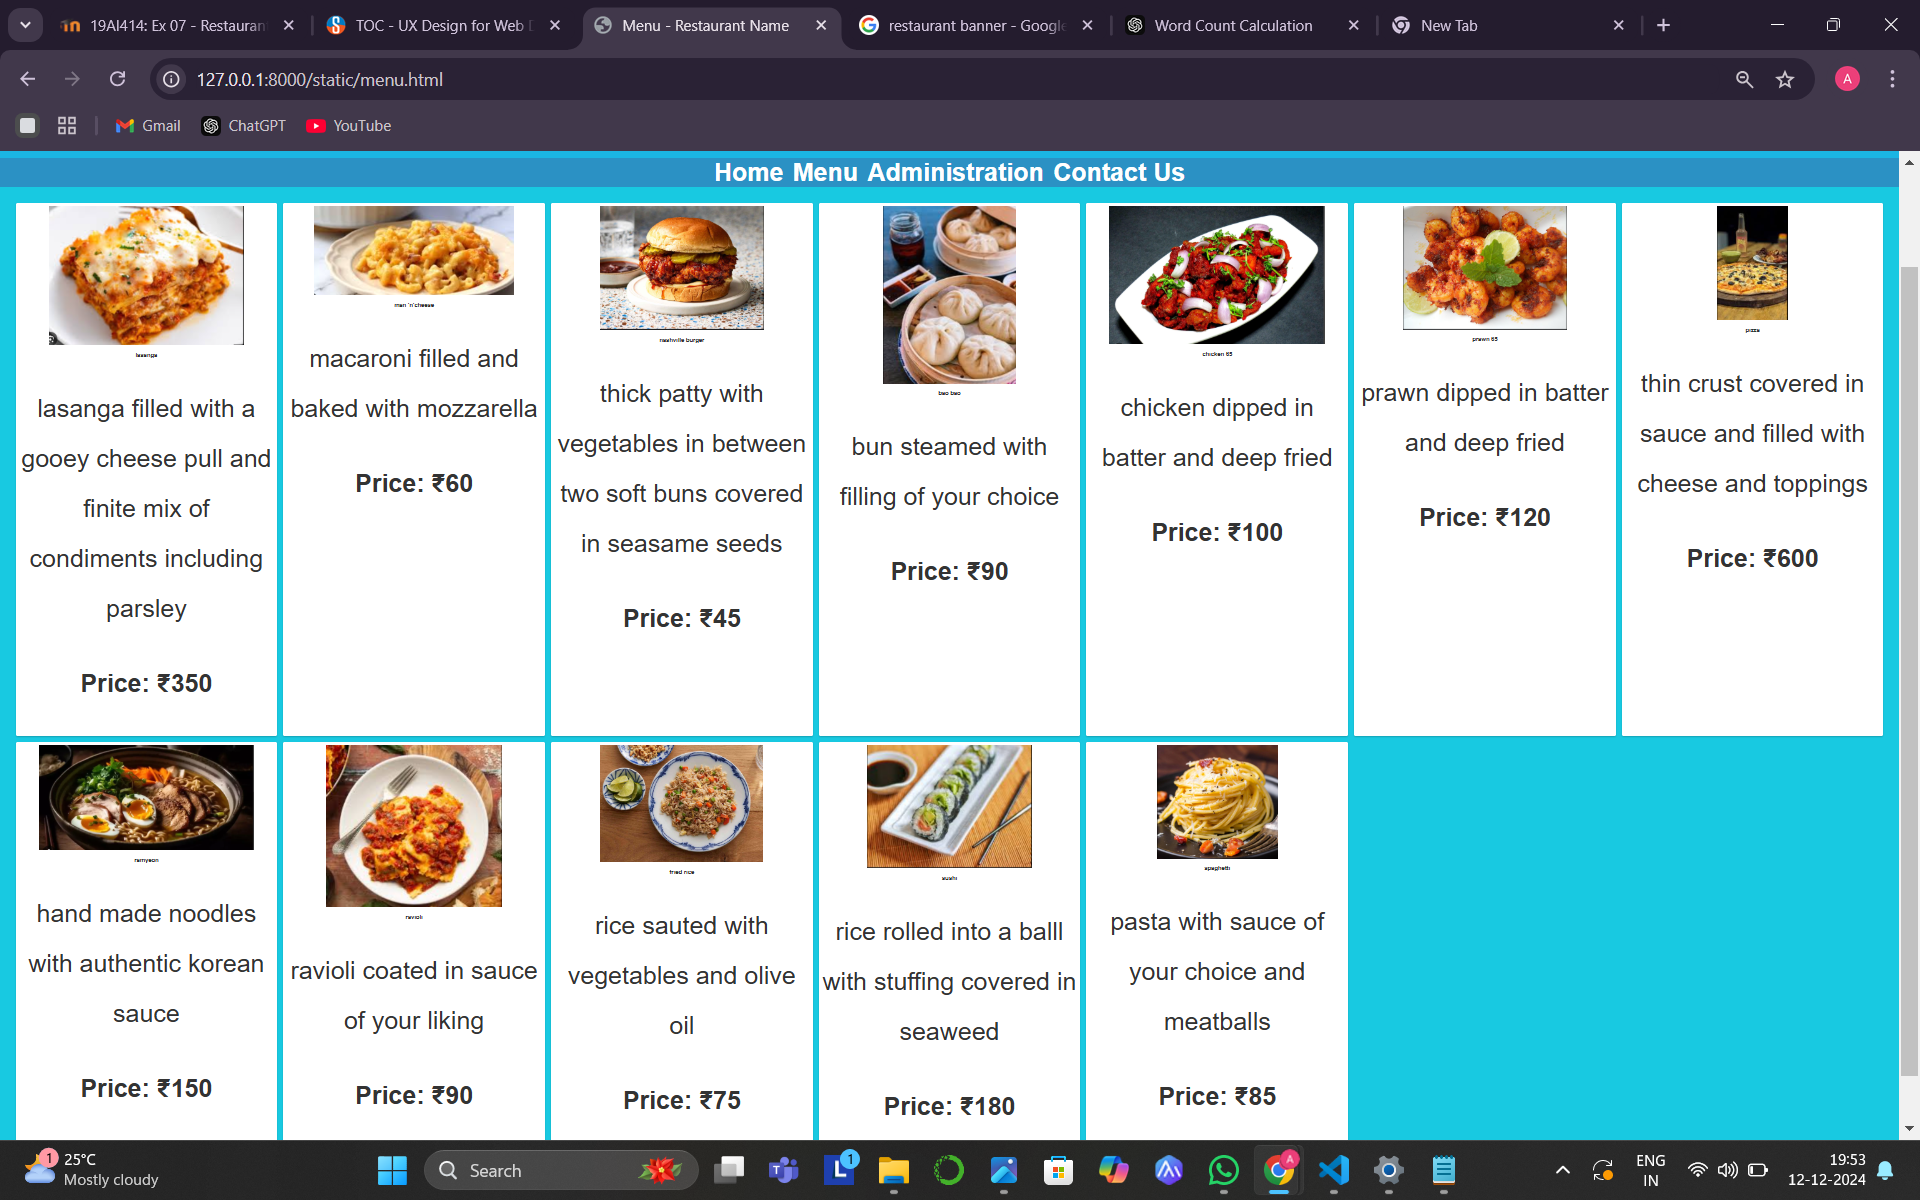 19AI414: Ex 07 - Restauran
TOC - UX Design for Web D
Menu - Restaurant Name
restaurant banner - Google
Word Count Calculation
New Tab
127.0.0.1:8000/static/menu.html
A
Gmail
ChatGPT
YouTube
Home Menu Administration Contact Us
lasanga
lasanga filled with a
gooey cheese pull and
finite mix of
condiments including
parsley
Price: ₹350
man 'n'cheese
macaroni filled and
baked with mozzarella
Price: ₹60
nashville burger
thick patty with
vegetables in between
two soft buns covered
in seasame seeds
Price: ₹45
bao bao
bun steamed with
filling of your choice
Price: ₹90
chicken 65
chicken dipped in
batter and deep fried
Price: ₹100
prawn 65
prawn dipped in batter
and deep fried
Price: ₹120
pizza
thin crust covered in
sauce and filled with
cheese and toppings
Price: ₹600
ramyeon
hand made noodles
with authentic korean
sauce
Price: ₹150
ravioli
ravioli coated in sauce
of your liking
Price: ₹90
fried rice
rice sauted with
vegetables and olive
oil
Price: ₹75
sushi
rice rolled into a balll
with stuffing covered in
seaweed
Price: ₹180
spaghetti
pasta with sauce of
your choice and
meatballs
Price: ₹85
1
25°C
Mostly cloudy
Search
L
1
A
ENG
IN
19:53
12-12-2024